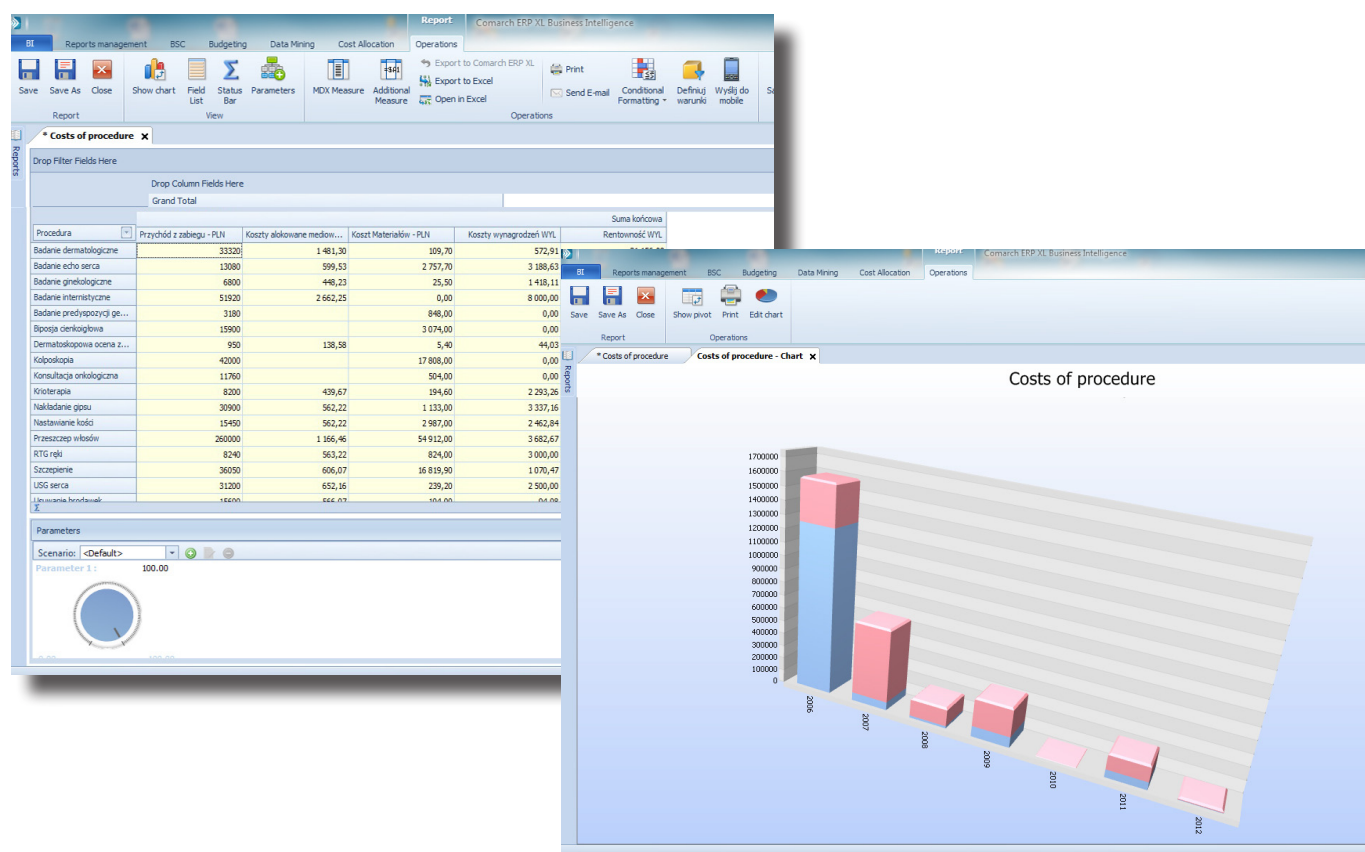 Report Comarch ERP XL Business Intelligence
BI Reports management BSC Budgeting Data Mining Cost Allocation Operations
Save Save As Close Show chart Field List Status Bar Parameters MDX Measure Additional Measure
Export to Comarch ERP XL
Export to Excel
Open in Excel
Print
Send E-mail
Conditional Formatting Definiuj warunki Wyślij do mobile
Report View Operations
Reports
* Costs of procedure
Drop Filter Fields Here
Drop Column Fields Here
Grand Total
Suma końcowa
Procedura Przychód z zabiegu - PLN Koszty alokowane mediow... Koszt Materiałów - PLN Koszty wynagrodzeń WYL Rentowność WYL
Badanie dermatologiczne 33320 1 481,30 109,70 572,91
Badanie echo serca 13080 599,53 2 757,70 3 188,63
Badanie ginekologiczne 6800 448,23 25,50 1 418,11
Badanie internistyczne 51920 2 662,25 0,00 8 000,00
Badanie predyspozycji ge... 3180 848,00 0,00
Biposja cienkoigłowa 15900 3 074,00 0,00
Dermatoskopowa ocena z... 950 138,58 5,40 44,03
Kolposkopia 42000 17 808,00 0,00
Konsultacja onkologiczna 11760 504,00 0,00
Krioterapia 8200 439,67 194,60 2 293,26
Nakładanie gipsu 30900 562,22 1 133,00 3 337,16
Nastawianie kości 15450 562,22 2 987,00 2 462,84
Przeszczep włosów 260000 1 166,46 54 912,00 3 682,67
RTG ręki 8240 563,22 824,00 3 000,00
Szczepienie 36050 606,07 16 819,90 1 070,47
USG serca 31200 652,16 239,20 2 500,00
Usuwanie brodawek 15600 566,07 104,00 94,08
Σ
Parameters
Scenario: <Default>
Parameter 1 : 100.00
0.00 100.00
Report Comarch ERP XL Business Intelligence
BI Reports management BSC Budgeting Data Mining Cost Allocation Operations
Save Save As Close Show pivot Print Edit chart
Report Operations
Reports
* Costs of procedure Costs of procedure - Chart
Costs of procedure
1700000
1600000
1500000
1400000
1300000
1200000
1100000
1000000
900000
800000
700000
600000
500000
400000
300000
200000
100000
0
2006
2007
2008
2009
2010
2011
2012